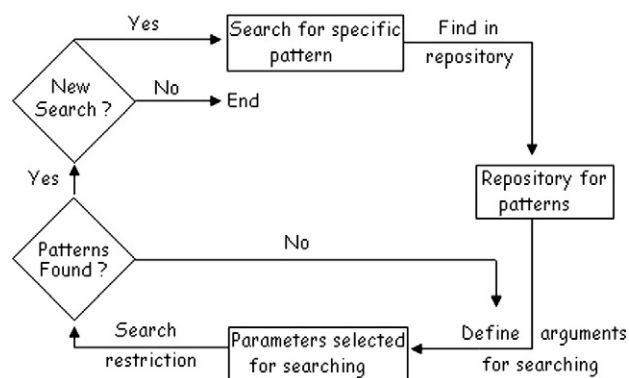 Yes
Search for specific
pattern
Find in
repository
New
Search ?
No
End
Yes
Repository for
patterns
Patterns
Found ?
No
Search
restriction
Parameters selected
for searching
Define arguments
for searching